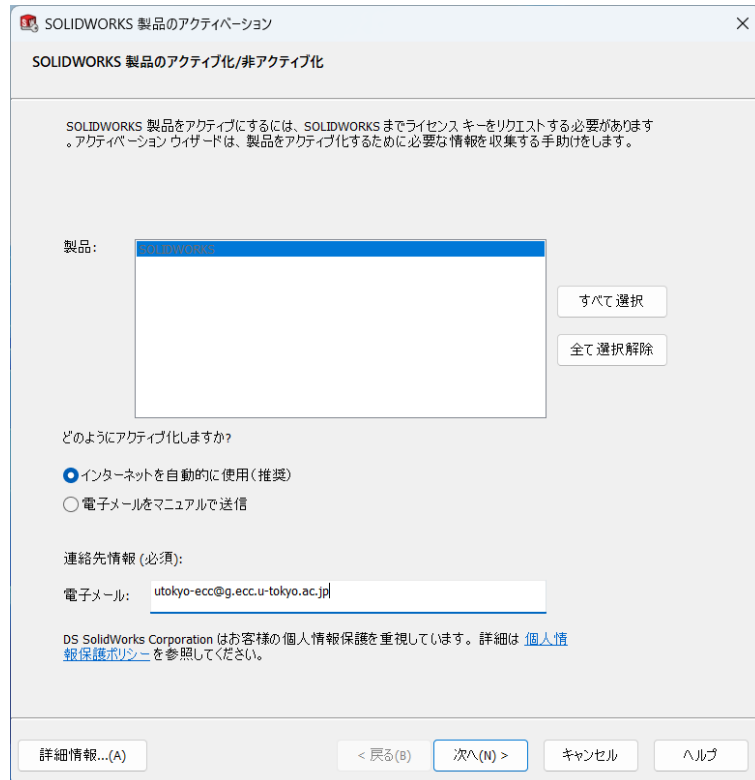 SOLIDWORKS 製品のアクティベーション
SOLIDWORKS 製品のアクティブ化/非アクティブ化
SOLIDWORKS 製品をアクティブにするには、SOLIDWORKS までライセンス キーをリクエストする必要があります
。アクティベーション ウィザードは、製品をアクティブ化するために必要な情報を収集する手助けをします。
製品:
SOLIDWORKS
すべて選択
全て選択解除
どのようにアクティブ化しますか?
インターネットを自動的に使用(推奨)
電子メールをマニュアルで送信
連絡先情報 (必須):
電子メール:
utokyo-ecc@g.ecc.u-tokyo.ac.jp
DS SolidWorks Corporation はお客様の個人情報保護を重視しています。詳細は 個人情
報保護ポリシー を参照してください。
詳細情報...(A)
< 戻る(B)
次へ(N) >
キャンセル
ヘルプ